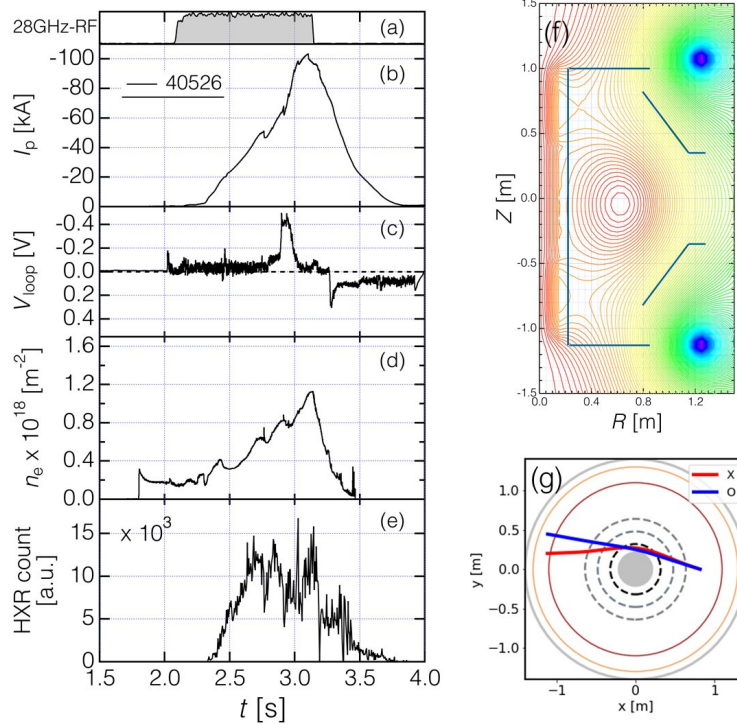 28GHz-RF
(a)
-100
-80
-60
-40
-20
0
Ip [kA]
40526
(b)
-0.4
-0.2
0.0
0.2
0.4
Vloop [V]
(c)
1.6
1.2
0.8
0.4
0.0
ne x 10^18 [m^-2]
(d)
15
10
5
0
HXR count
[a.u.]
x 10^3
(e)
1.5 2.0 2.5 3.0 3.5 4.0
t [s]
(f)
1.5
1.0
0.5
0.0
-0.5
-1.0
-1.5
Z [m]
0.0 0.4 0.8 1.2
R [m]
(g)
X
O
1.0
0.5
0.0
-0.5
-1.0
y [m]
-1 0 1
x [m]